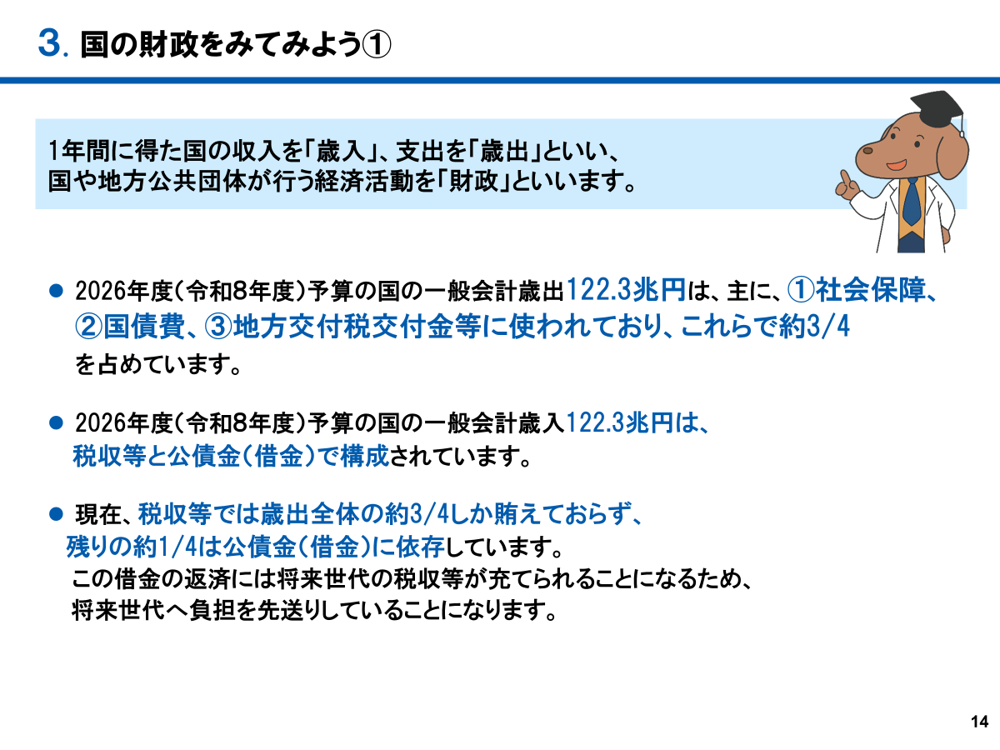 3. 国の財政をみてみよう①
1年間に得た国の収入を「歳入」、支出を「歳出」といい、
国や地方公共団体が行う経済活動を「財政」といいます。
● 2026年度（令和8年度）予算の国の一般会計歳出122.3兆円は、主に、①社会保障、
②国債費、③地方交付税交付金等に使われており、これらで約3/4
を占めています。
● 2026年度（令和8年度）予算の国の一般会計歳入122.3兆円は、
税収等と公債金（借金）で構成されています。
● 現在、税収等では歳出全体の約3/4しか賄えておらず、
残りの約1/4は公債金（借金）に依存しています。
この借金の返済には将来世代の税収等が充てられることになるため、
将来世代へ負担を先送りしていることになります。
14